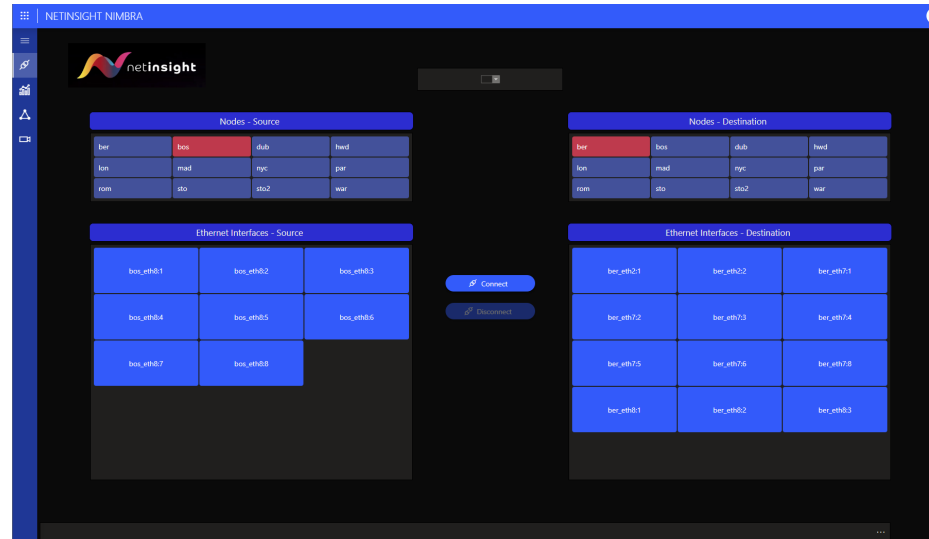 NETINSIGHT NIMBRA
netinsight
Nodes - Source
ber bos dub hwd
lon mad nyc par
rom sto sto2 war
Nodes - Destination
ber bos dub hwd
lon mad nyc par
rom sto sto2 war
Ethernet Interfaces - Source
bos_eth8:1 bos_eth8:2 bos_eth8:3
bos_eth8:4 bos_eth8:5 bos_eth8:6
bos_eth8:7 bos_eth8:8
Connect
Disconnect
Ethernet Interfaces - Destination
ber_eth2:1 ber_eth2:2 ber_eth7:1
ber_eth7:2 ber_eth7:3 ber_eth7:4
ber_eth7:5 ber_eth7:6 ber_eth7:8
ber_eth8:1 ber_eth8:2 ber_eth8:3
...